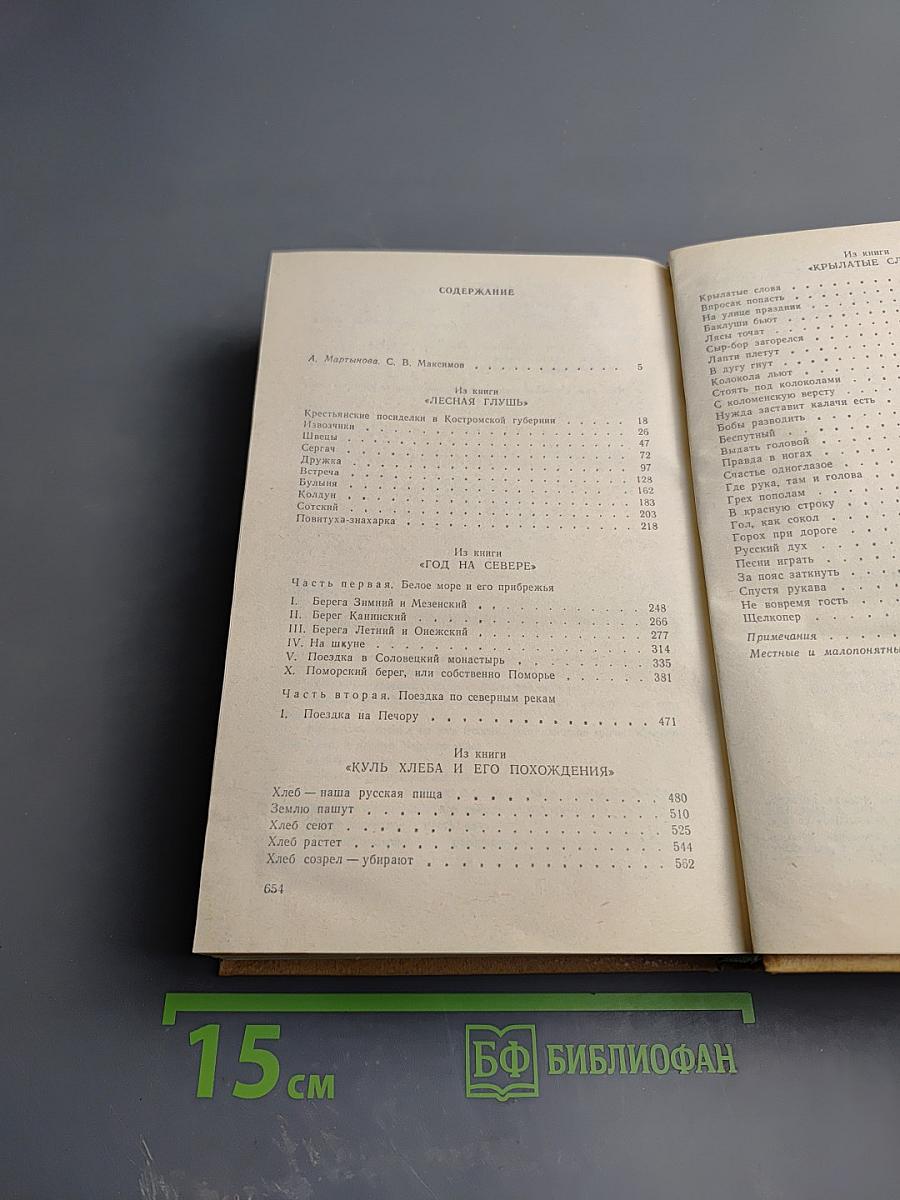 СОДЕРЖАНИЕ
А. Мартынова. С. В. Максимов . . . . . . . . . . . . 5
Из книги
«ЛЕСНАЯ ГЛУШЬ»
Крестьянские посиделки в Костромской губернии . . . . . 18
Извозчики . . . . . . . . . . . . 26
Швецы . . . . . . . . . . . . 47
Сергач . . . . . . . . . . . . 72
Дружка . . . . . . . . . . . . 97
Встреча . . . . . . . . . . . . 128
Булыня . . . . . . . . . . . . 162
Колдун . . . . . . . . . . . . 183
Сотский . . . . . . . . . . . . 203
Повитуха-знахарка . . . . . . . . . . . . 218
Из книги
«ГОД НА СЕВЕРЕ»
Часть первая. Белое море и его прибрежья
I. Берега Зимний и Мезенский . . . . . . . . . 248
II. Берег Канинский . . . . . . . . . . . . 266
III. Берега Летний и Онежский . . . . . . . . . 277
IV. На шкуне . . . . . . . . . . . . 314
V. Поездка в Соловецкий монастырь . . . . . . . . 335
X. Поморский берег, или собственно Поморье . . . . . . 381
Часть вторая. Поездка по северным рекам
I. Поездка на Печору . . . . . . . . . . . . 471
Из книги
«КУЛЬ ХЛЕБА И ЕГО ПОХОЖДЕНИЯ»
Хлеб — наша русская пища . . . . . . . . . . . 480
Землю пашут . . . . . . . . . . . . 510
Хлеб сеют . . . . . . . . . . . . 525
Хлеб растет . . . . . . . . . . . . 544
Хлеб созрел — убирают . . . . . . . . . . . . 562
654
Из книги
«КРЫЛАТЫЕ СЛ
Крылатые слова . . . . . .
Впросак попасть . . . . . .
На улице праздник . . . . .
Баклуши бьют . . . . . .
Лясы точат . . . . . .
Сыр-бор загорелся . . . . .
Лапти плетут . . . . . .
В дугу гнут . . . . . .
Колокола льют . . . . . .
Стоять под колоколами . . . .
С коломенскую версту . . . .
Нужда заставит калачи есть . .
Бобы разводить . . . . .
Беспутный . . . . . .
Выдать головой . . . . .
Правда в ногах . . . . .
Счастье одноглазое . . . .
Где рука, там и голова . . .
Грех пополам . . . . .
В красную строку . . . .
Гол, как сокол . . . . .
Горох при дороге . . . .
Русский дух . . . . .
Песни играть . . . . .
За пояс заткнуть . . . .
Спустя рукава . . . . .
Не вовремя гость . . . .
Щелкопер . . . . .
Примечания . . . . .
Местные и малопонятны
15 см
БФ БИБЛИОФАН